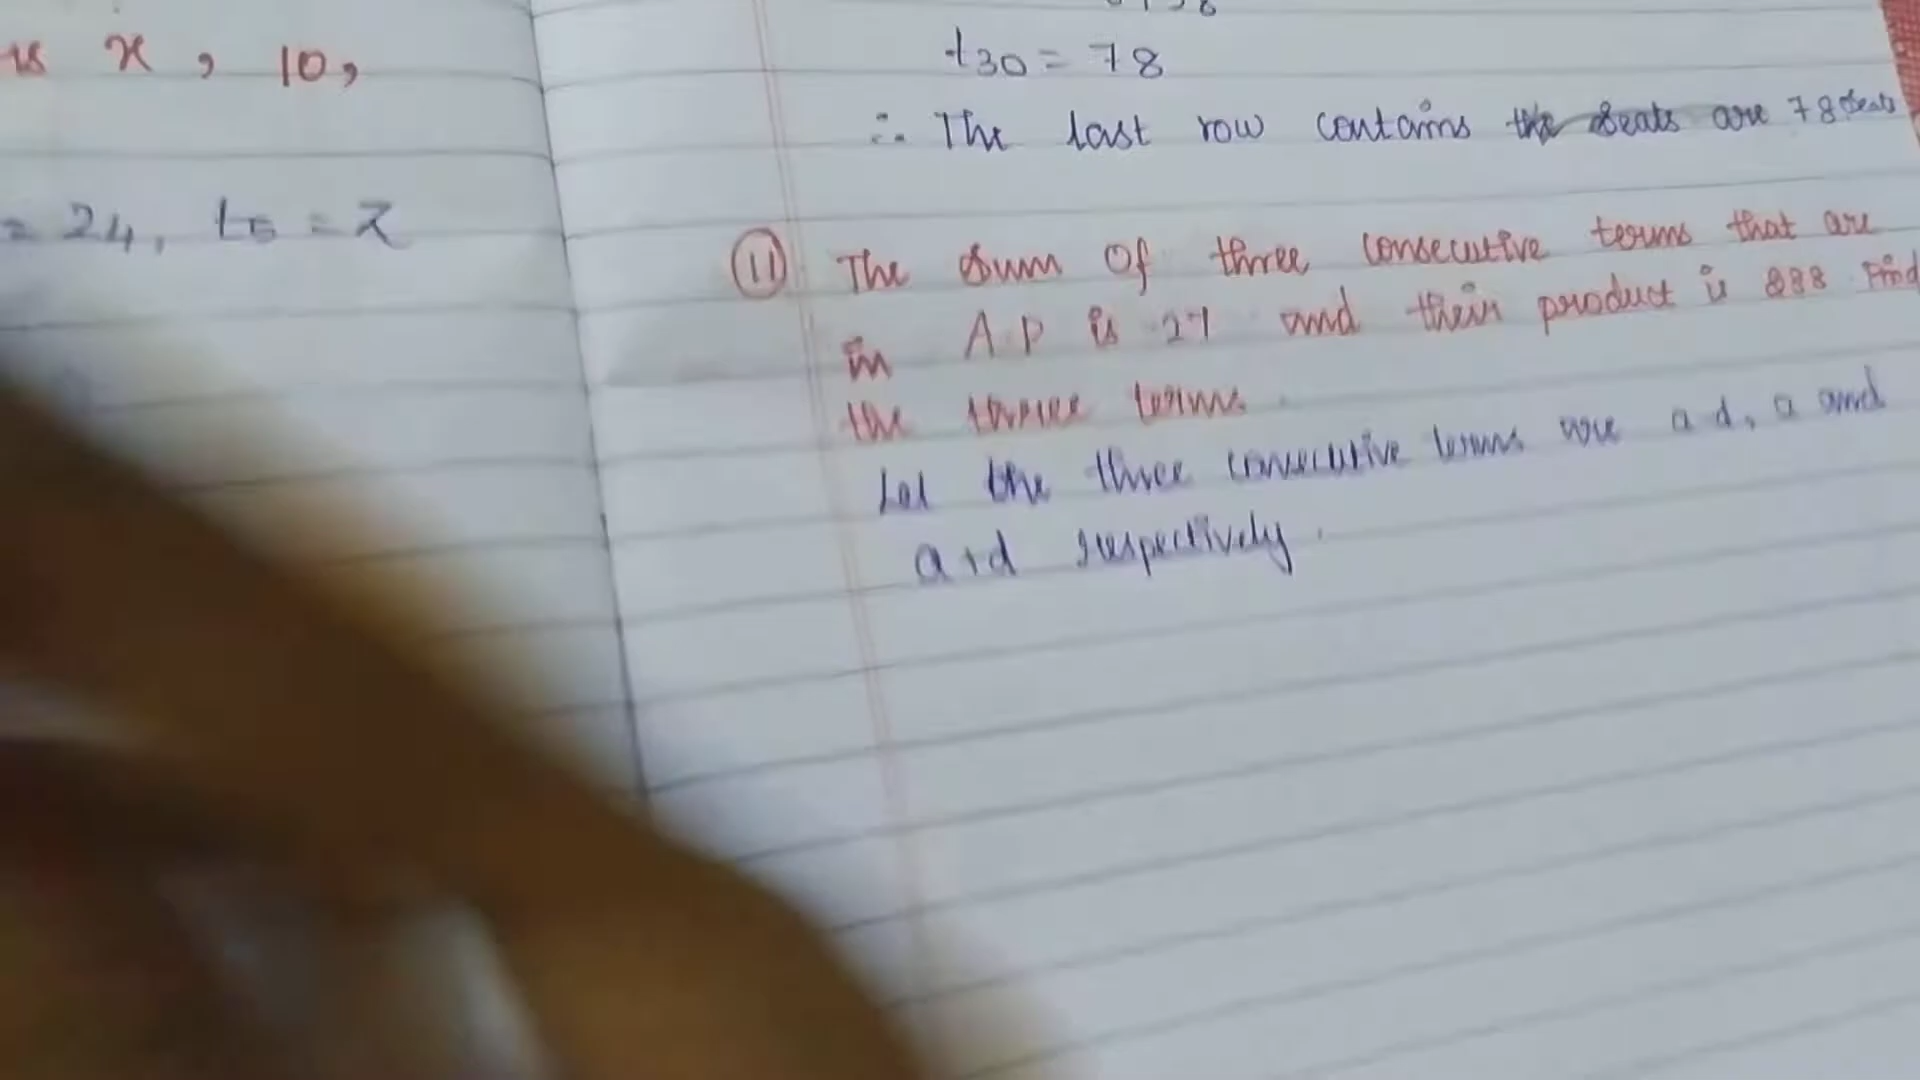 is x , 10,
= 24, t5 = z
t30 = 78
∴ The last row contains the seats are 78 seats
(11) The sum of three consecutive terms that are
in A.P is 27 and their product is 288 Find
the three terms.
Let the three consecutive terms are a-d, a and
a+d respectively.